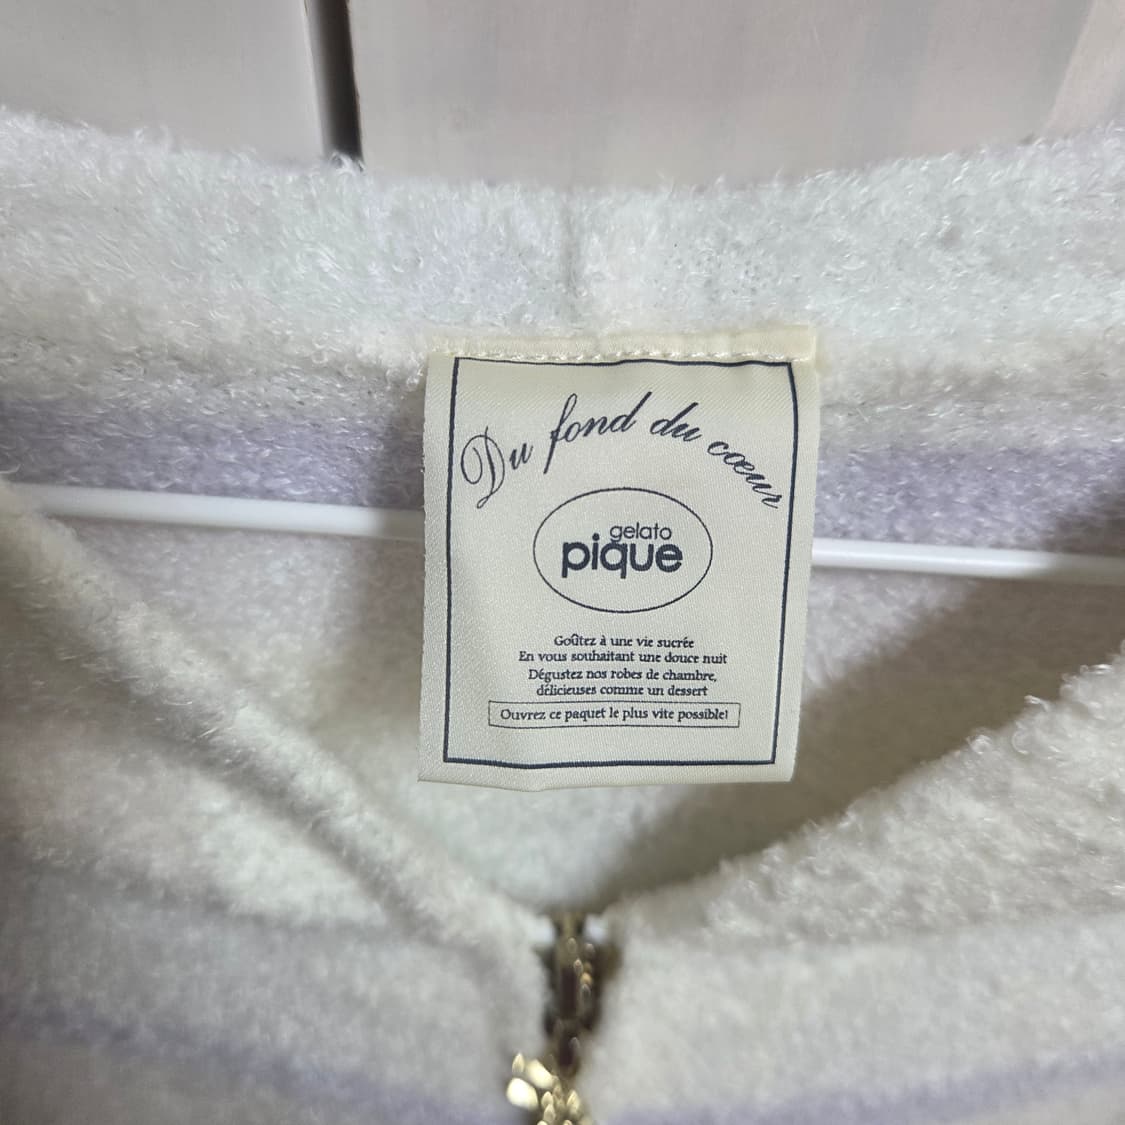 Du fond du cœur
gelato
pique
Goûtez à une vie sucrée
En vous souhaitant une douce nuit
Dégustez nos robes de chambre,
délicieuses comme un dessert
Ouvrez ce paquet le plus vite possible!